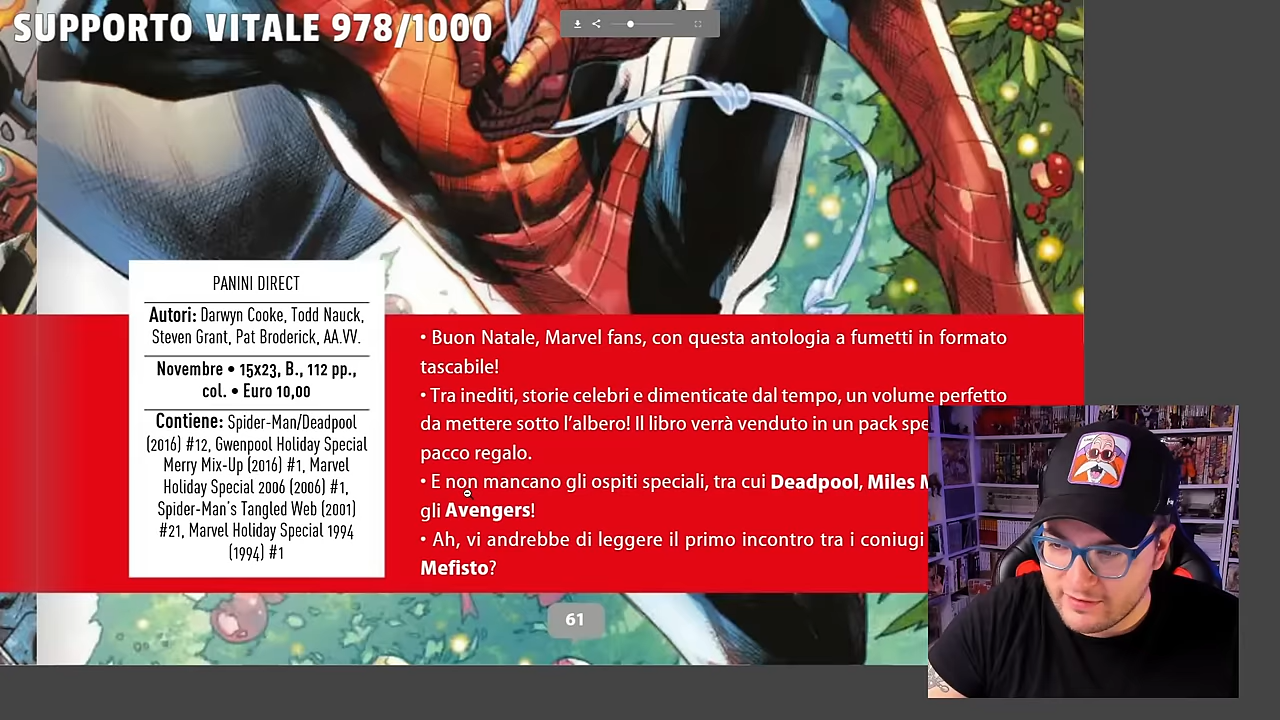 SUPPORTO VITALE 978/1000
PANINI DIRECT
Autori: Darwyn Cooke, Todd Nauck,
Steven Grant, Pat Broderick, AA.VV.
Novembre • 15x23, B., 112 pp.,
col. • Euro 10,00
Contiene: Spider-Man/Deadpool
(2016) #12, Gwenpool Holiday Special
Merry Mix-Up (2016) #1, Marvel
Holiday Special 2006 (2006) #1,
Spider-Man's Tangled Web (2001)
#21, Marvel Holiday Special 1994
(1994) #1
• Buon Natale, Marvel fans, con questa antologia a fumetti in formato
tascabile!
• Tra inediti, storie celebri e dimenticate dal tempo, un volume perfetto
da mettere sotto l'albero! Il libro verrà venduto in un pack
pacco regalo.
• E non mancano gli ospiti speciali, tra cui Deadpool, Miles
gli Avengers!
• Ah, vi andrebbe di leggere il primo incontro tra i coniugi
Mefisto?
61